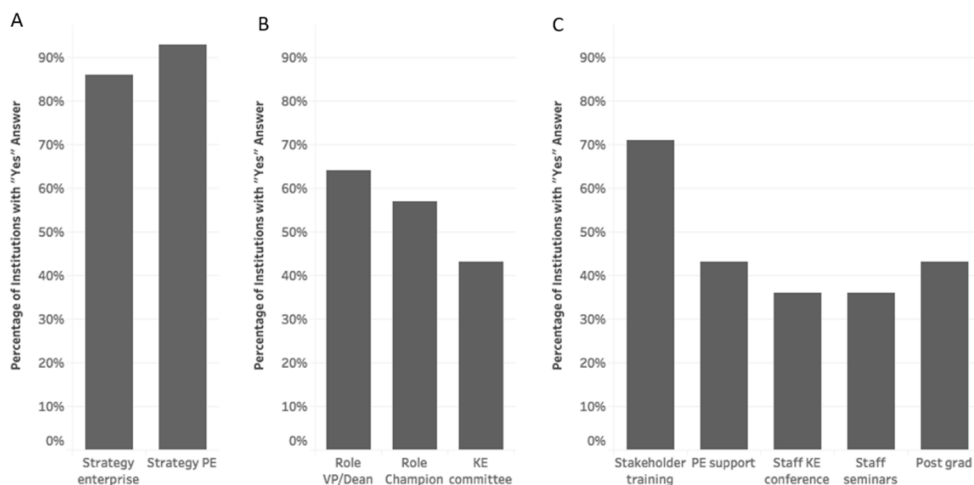 A
Percentage of Institutions with "Yes" Answer
90%
80%
70%
60%
50%
40%
30%
20%
10%
0%
Strategy
enterprise
Strategy PE
B
Percentage of Institutions with "Yes" Answer
90%
80%
70%
60%
50%
40%
30%
20%
10%
0%
Role
VP/Dean
Role
Champion
KE
committee
C
Percentage of Institutions with "Yes" Answer
90%
80%
70%
60%
50%
40%
30%
20%
10%
0%
Stakeholder
training
PE support
Staff KE
conference
Staff
seminars
Post grad